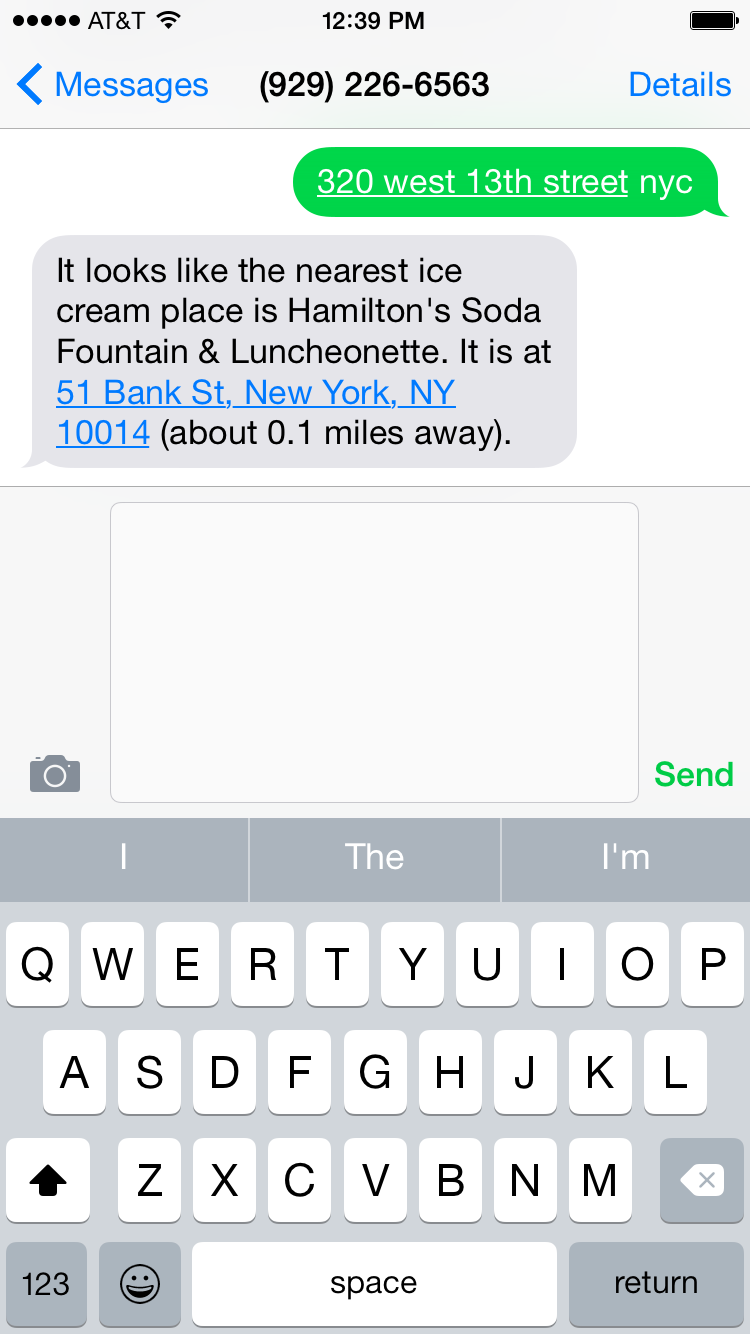 AT&T 12:39 PM
Messages (929) 226-6563 Details
320 west 13th street nyc
It looks like the nearest ice
cream place is Hamilton's Soda
Fountain & Luncheonette. It is at
51 Bank St, New York, NY
10014 (about 0.1 miles away).
Send
I The I'm
Q W E R T Y U I O P
A S D F G H J K L
Z X C V B N M
123 space return